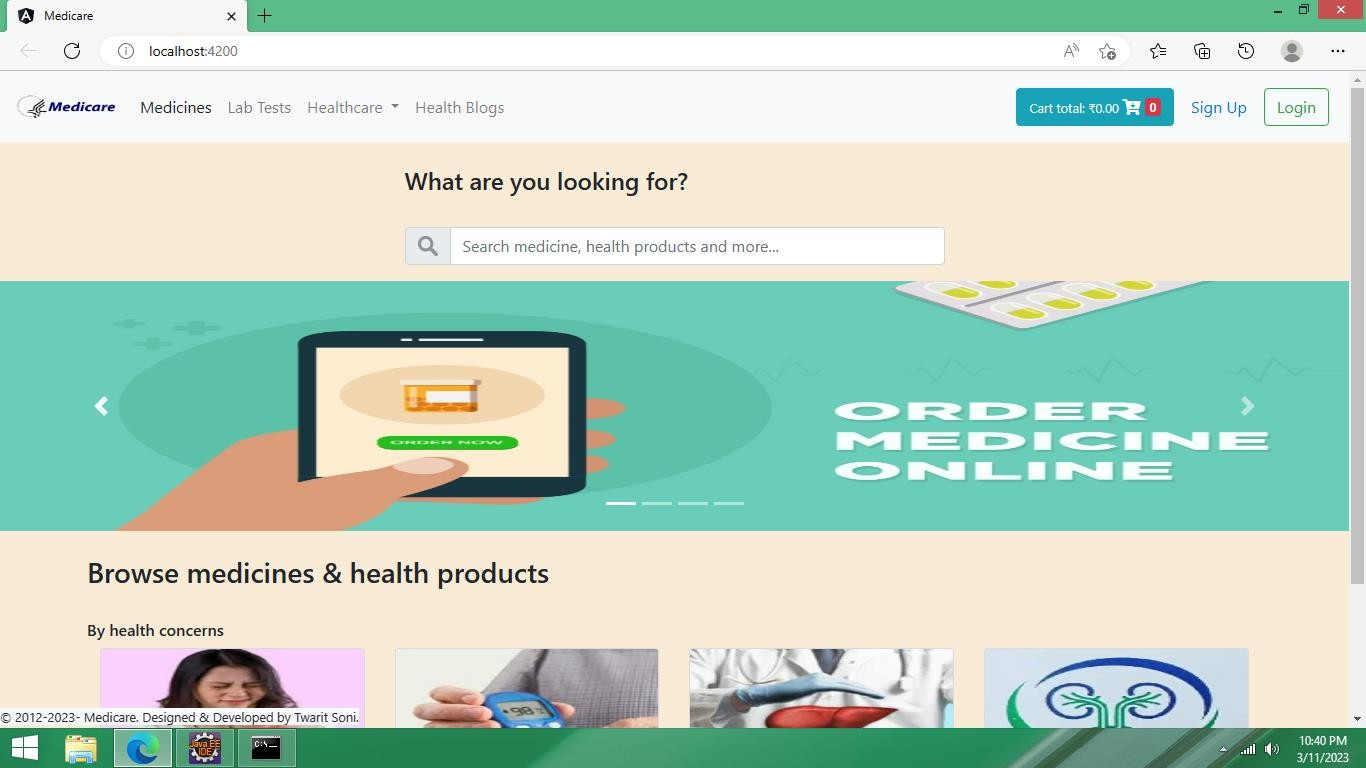 Medicare
localhost:4200
Medicare Medicines Lab Tests Healthcare Health Blogs Cart total: ₹0.00 0 Sign Up Login
What are you looking for?
Search medicine, health products and more...
ORDER NOW
ORDER
MEDICINE
ONLINE
Browse medicines & health products
By health concerns
98
© 2012-2023- Medicare. Designed & Developed by Twarit Soni.
Java EE
IDE
C:\_
10:40 PM
3/11/2023